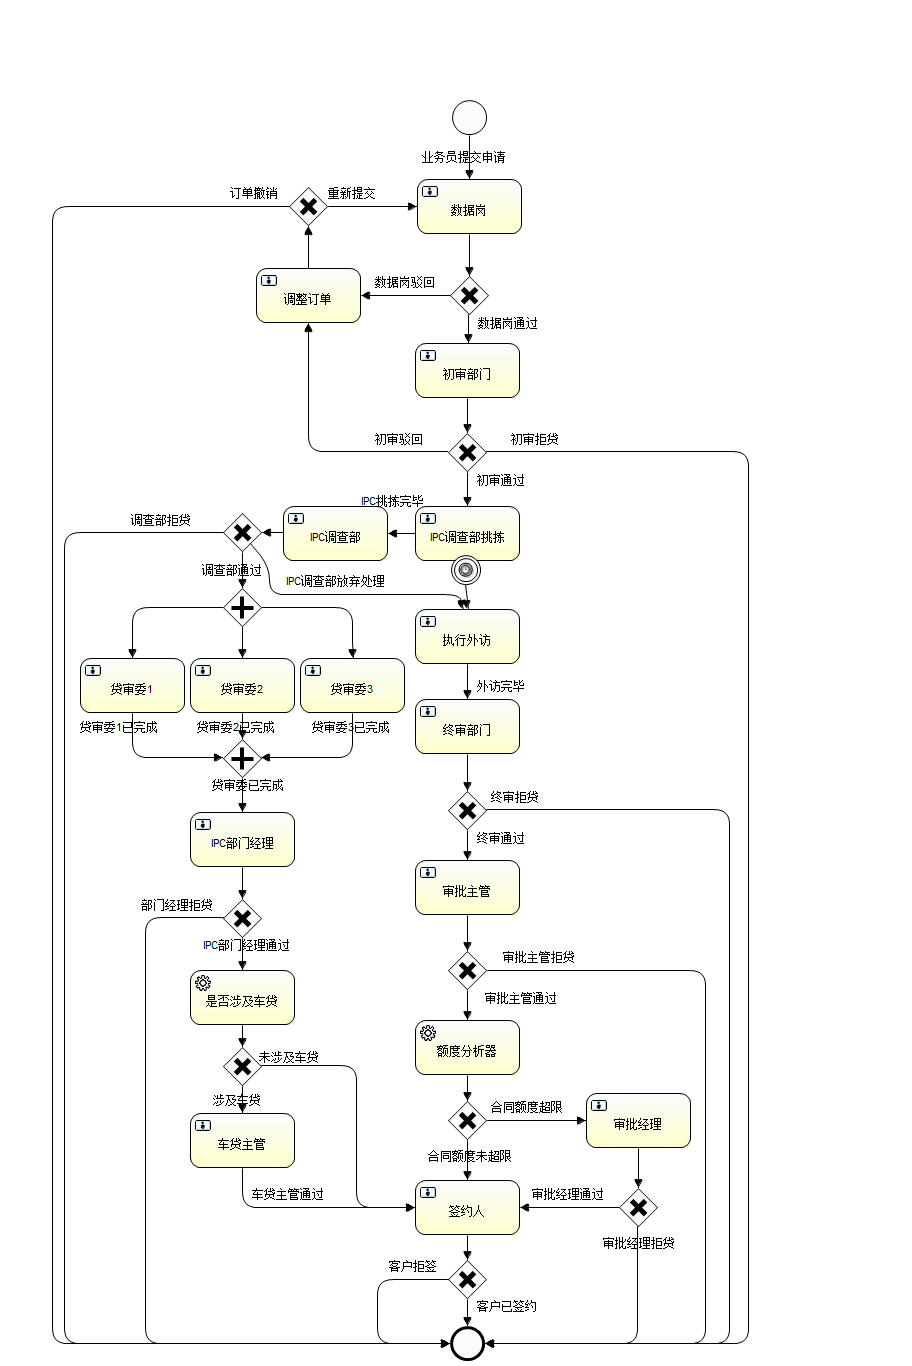 业务员提交申请
订单撤销
重新提交
数据岗
数据岗驳回
调整订单
数据岗通过
初审部门
初审驳回
初审拒贷
初审通过
IPC挑拣完毕
调查部拒贷
IPC调查部
IPC调查部挑拣
调查部通过
IPC调查部放弃处理
执行外访
贷审委1
贷审委2
贷审委3
外访完毕
贷审委1已完成
贷审委2已完成
贷审委3已完成
终审部门
贷审委已完成
终审拒贷
终审通过
IPC部门经理
审批主管
部门经理拒贷
IPC部门经理通过
审批主管拒贷
审批主管通过
是否涉及车贷
额度分析器
未涉及车贷
涉及车贷
合同额度超限
审批经理
车贷主管
合同额度未超限
车贷主管通过
签约人
审批经理通过
审批经理拒贷
客户拒签
客户已签约